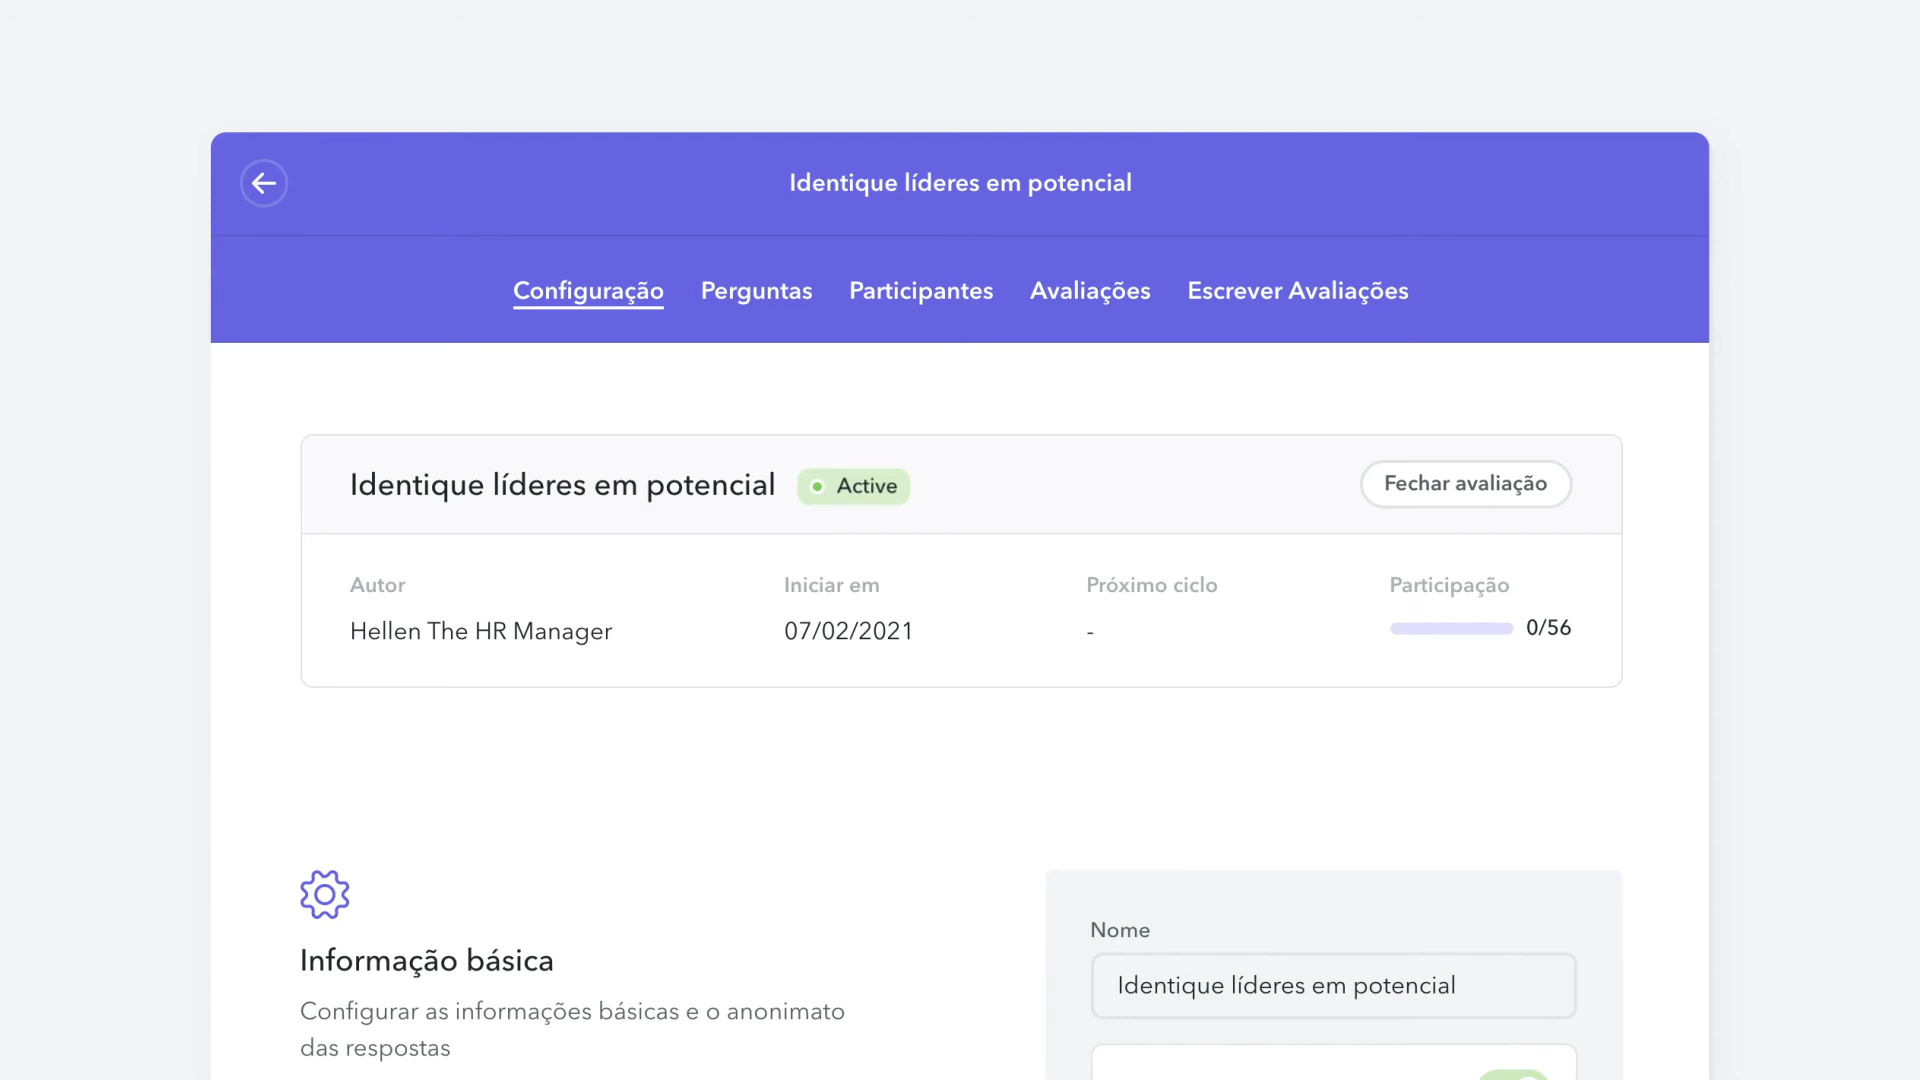 Identique líderes em potencial
Configuração Perguntas Participantes Avaliações Escrever Avaliações
Identique líderes em potencial Active Fechar avaliação
Autor Iniciar em Próximo ciclo Participação
Hellen The HR Manager 07/02/2021 - 0/56
Informação básica
Configurar as informações básicas e o anonimato
das respostas
Nome
Identique líderes em potencial